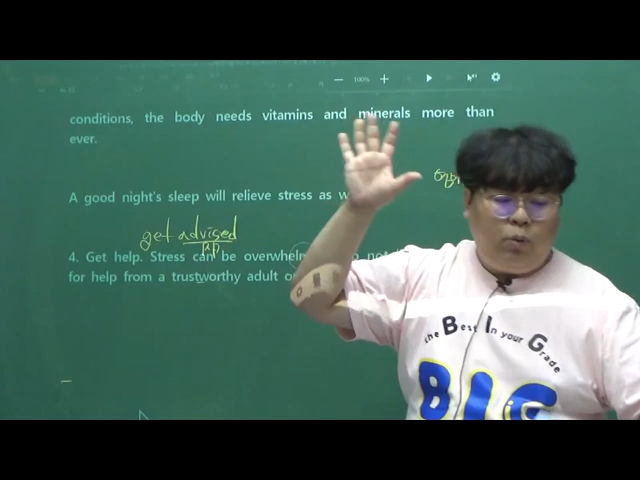 100%
conditions, the body needs vitamins and minerals more than
ever.
A good night's sleep will relieve stress as
get advised
p.p
4. Get help. Stress can be overwhelm
for help from a trustworthy adult
the Best In your Grade
BIG